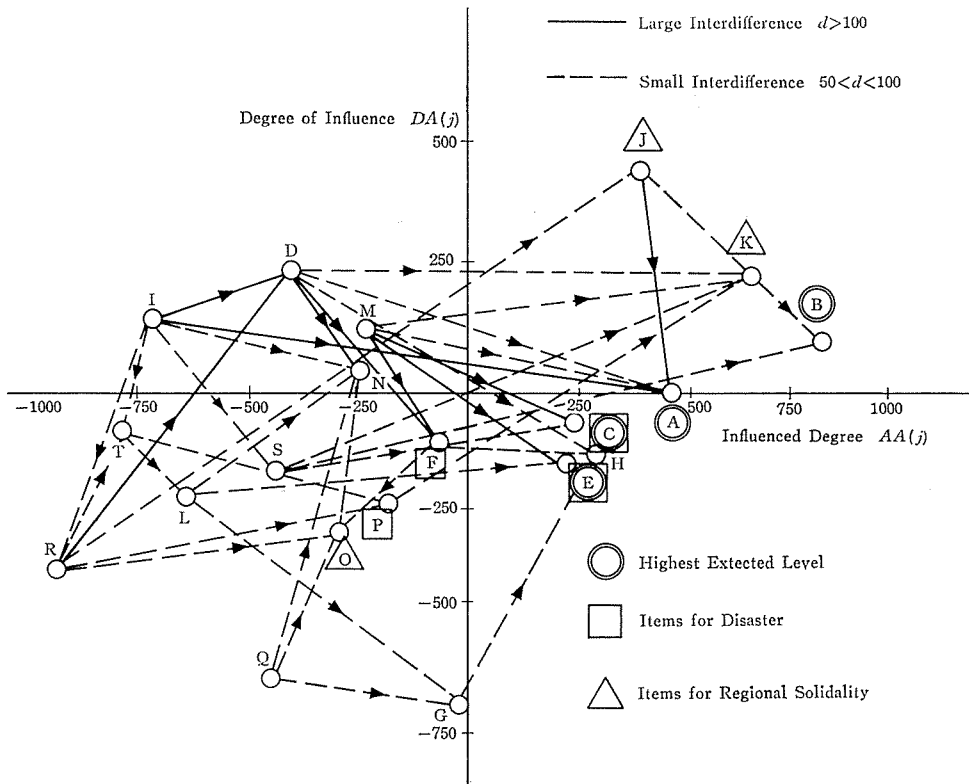 Large Interdifference d>100
Small Interdifference 50<d<100
Degree of Influence DA(j)
500
J
K
D
250
B
I
M
N
-1000
-750
-500
-250
250
500
750
1000
A
C
Influenced Degree AA(j)
T
S
F
H
E
L
P
-250
R
O
Highest Extected Level
-500
Items for Disaster
Q
Items for Regional Solidality
G
-750